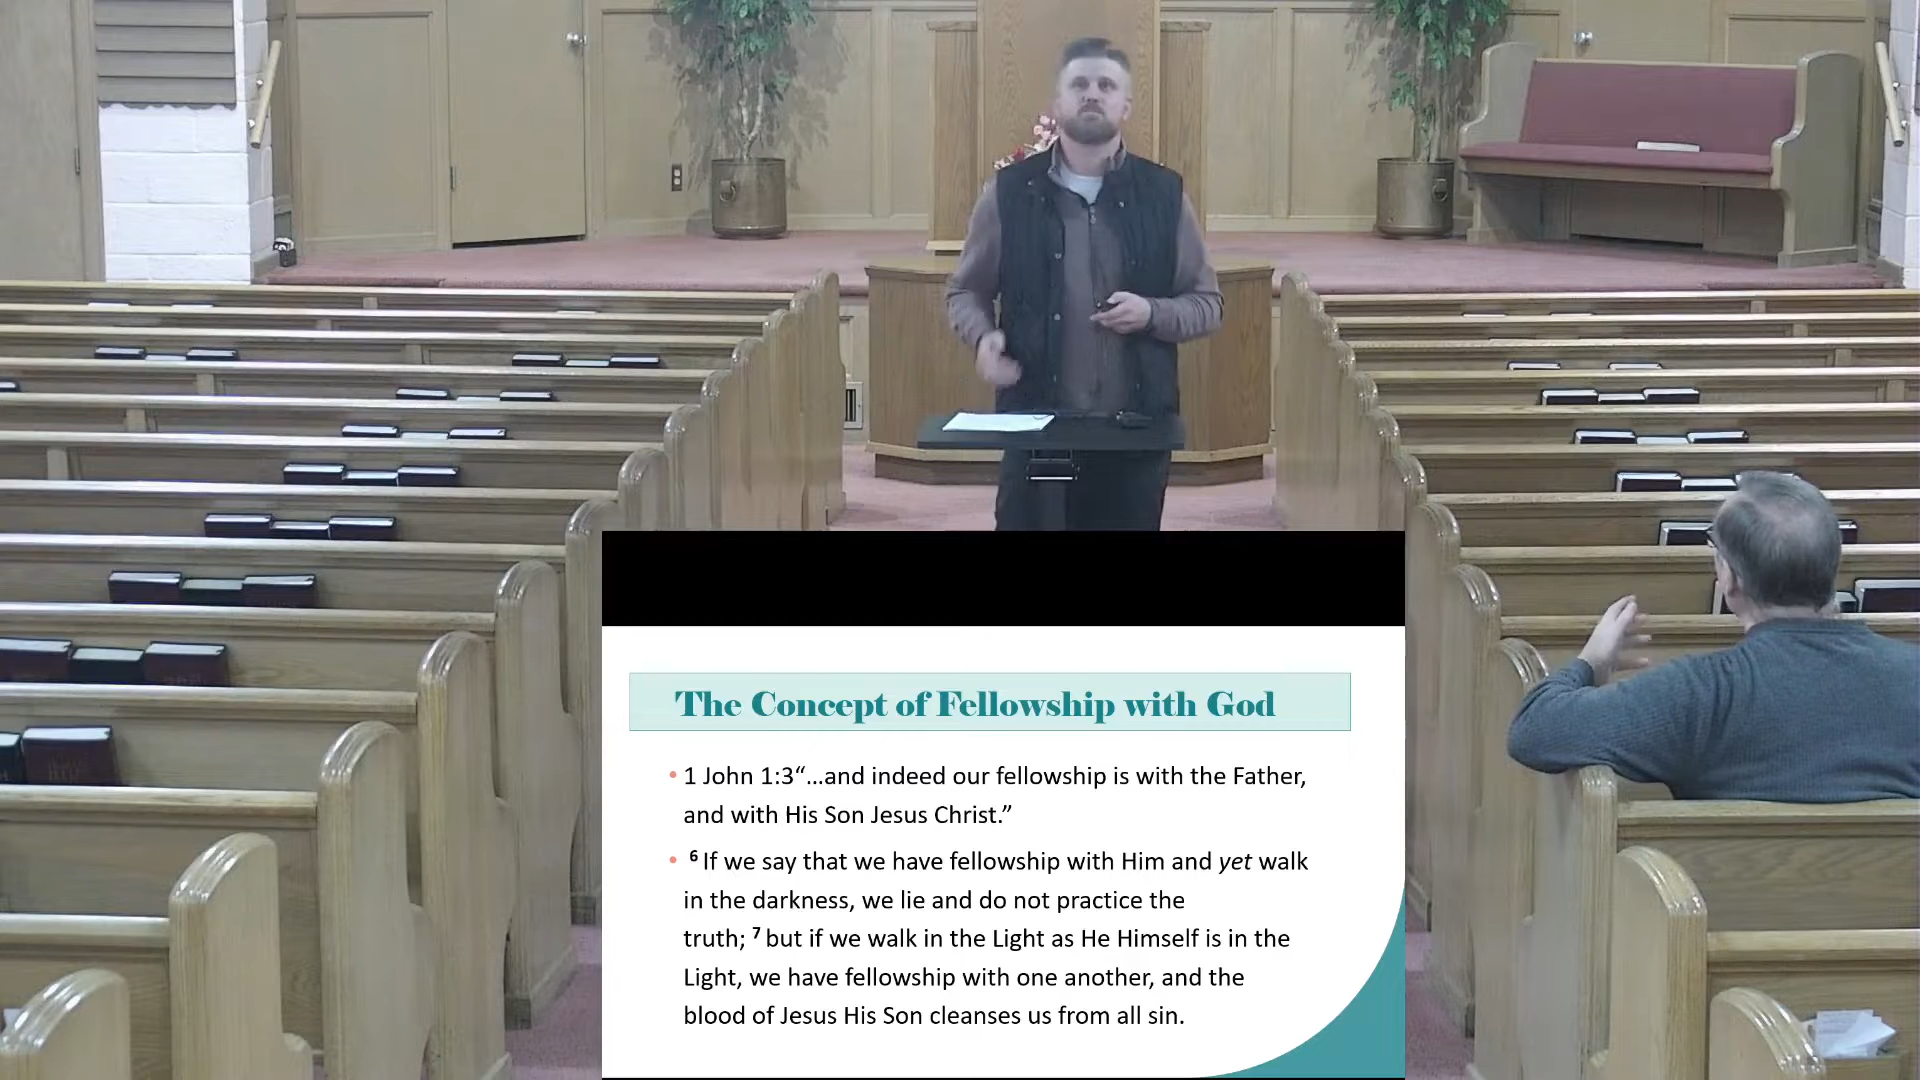 The Concept of Fellowship with God
• 1 John 1:3“...and indeed our fellowship is with the Father,
and with His Son Jesus Christ.”
• ⁶ If we say that we have fellowship with Him and yet walk
in the darkness, we lie and do not practice the
truth; ⁷ but if we walk in the Light as He Himself is in the
Light, we have fellowship with one another, and the
blood of Jesus His Son cleanses us from all sin.